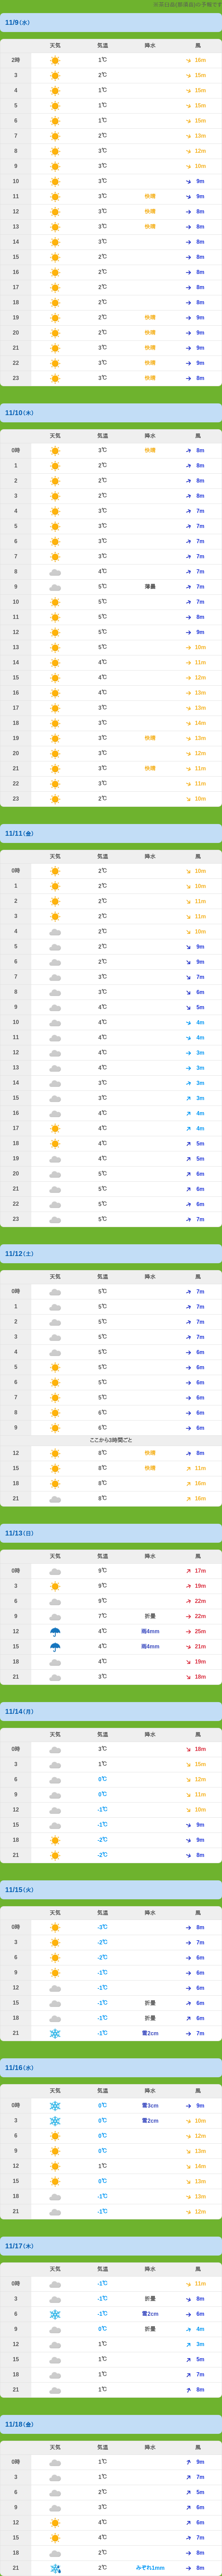 11/9(水)
天気 気温 降水 風
2時 1℃ 16m
3 2℃ 15m
4 1℃ 15m
5 1℃ 15m
6 1℃ 15m
7 2℃ 13m
8 3℃ 12m
9 3℃ 10m
10 3℃ 9m
11 3℃ 快晴 9m
12 3℃ 快晴 8m
13 3℃ 快晴 8m
14 3℃ 8m
15 2℃ 8m
16 2℃ 8m
17 2℃ 8m
18 2℃ 8m
19 2℃ 快晴 9m
20 2℃ 快晴 9m
21 3℃ 快晴 9m
22 3℃ 快晴 9m
23 3℃ 快晴 8m
11/10(木)
天気 気温 降水 風
0時 3℃ 快晴 8m
1 2℃ 8m
2 2℃ 8m
3 2℃ 8m
4 3℃ 7m
5 3℃ 7m
6 3℃ 7m
7 3℃ 7m
8 4℃ 7m
9 5℃ 薄曇 7m
10 5℃ 7m
11 5℃ 8m
12 5℃ 9m
13 5℃ 10m
14 4℃ 11m
15 4℃ 12m
16 4℃ 13m
17 3℃ 13m
18 3℃ 14m
19 3℃ 快晴 13m
20 3℃ 12m
21 3℃ 快晴 11m
22 3℃ 11m
23 2℃ 10m
11/11(金)
天気 気温 降水 風
0時 2℃ 10m
1 2℃ 10m
2 2℃ 11m
3 2℃ 11m
4 2℃ 10m
5 2℃ 9m
6 2℃ 9m
7 3℃ 7m
8 3℃ 6m
9 4℃ 5m
10 4℃ 4m
11 4℃ 4m
12 4℃ 3m
13 4℃ 3m
14 3℃ 3m
15 3℃ 3m
16 4℃ 4m
17 4℃ 4m
18 4℃ 5m
19 4℃ 5m
20 5℃ 6m
21 5℃ 6m
22 5℃ 6m
23 5℃ 7m
11/12(土)
天気 気温 降水 風
0時 5℃ 7m
1 5℃ 7m
2 5℃ 7m
3 5℃ 7m
4 5℃ 6m
5 5℃ 6m
6 5℃ 6m
7 5℃ 6m
8 6℃ 6m
9 6℃ 6m
ここから3時間ごと
12 8℃ 快晴 8m
15 8℃ 快晴 11m
18 8℃ 16m
21 8℃ 16m
11/13(日)
天気 気温 降水 風
0時 9℃ 17m
3 9℃ 19m
6 9℃ 22m
9 7℃ 折曇 22m
12 4℃ 雨4mm 25m
15 4℃ 雨4mm 21m
18 4℃ 19m
21 3℃ 18m
11/14(月)
天気 気温 降水 風
0時 3℃ 18m
3 1℃ 15m
6 0℃ 12m
9 0℃ 11m
12 -1℃ 10m
15 -1℃ 9m
18 -2℃ 9m
21 -2℃ 8m
11/15(火)
天気 気温 降水 風
0時 -3℃ 8m
3 -2℃ 7m
6 -2℃ 6m
9 -1℃ 6m
12 -1℃ 6m
15 -1℃ 折曇 6m
18 -1℃ 折曇 6m
21 -1℃ 雪2cm 7m
11/16(水)
天気 気温 降水 風
0時 0℃ 雪3cm 9m
3 0℃ 雪2cm 10m
6 0℃ 12m
9 0℃ 13m
12 1℃ 14m
15 0℃ 13m
18 -1℃ 13m
21 -1℃ 12m
11/17(木)
天気 気温 降水 風
0時 -1℃ 11m
3 -1℃ 折曇 8m
6 -1℃ 雪2cm 6m
9 0℃ 折曇 4m
12 1℃ 3m
15 1℃ 5m
18 1℃ 7m
21 1℃ 8m
11/18(金)
天気 気温 降水 風
0時 1℃ 9m
3 1℃ 7m
6 2℃ 5m
9 3℃ 6m
12 4℃ 6m
15 4℃ 7m
18 2℃ 8m
21 2℃ みぞれ1mm 8m